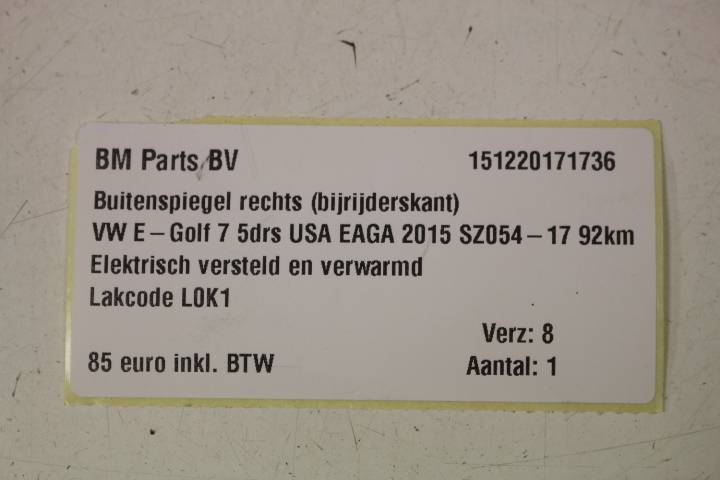 BM Parts BV 151220171736
Buitenspiegel rechts (bijrijderskant)
VW E-Golf 7 5drs USA EAGA 2015 SZ054-17 92km
Elektrisch versteld en verwarmd
Lakcode L0K1
Verz: 8
85 euro inkl. BTW Aantal: 1